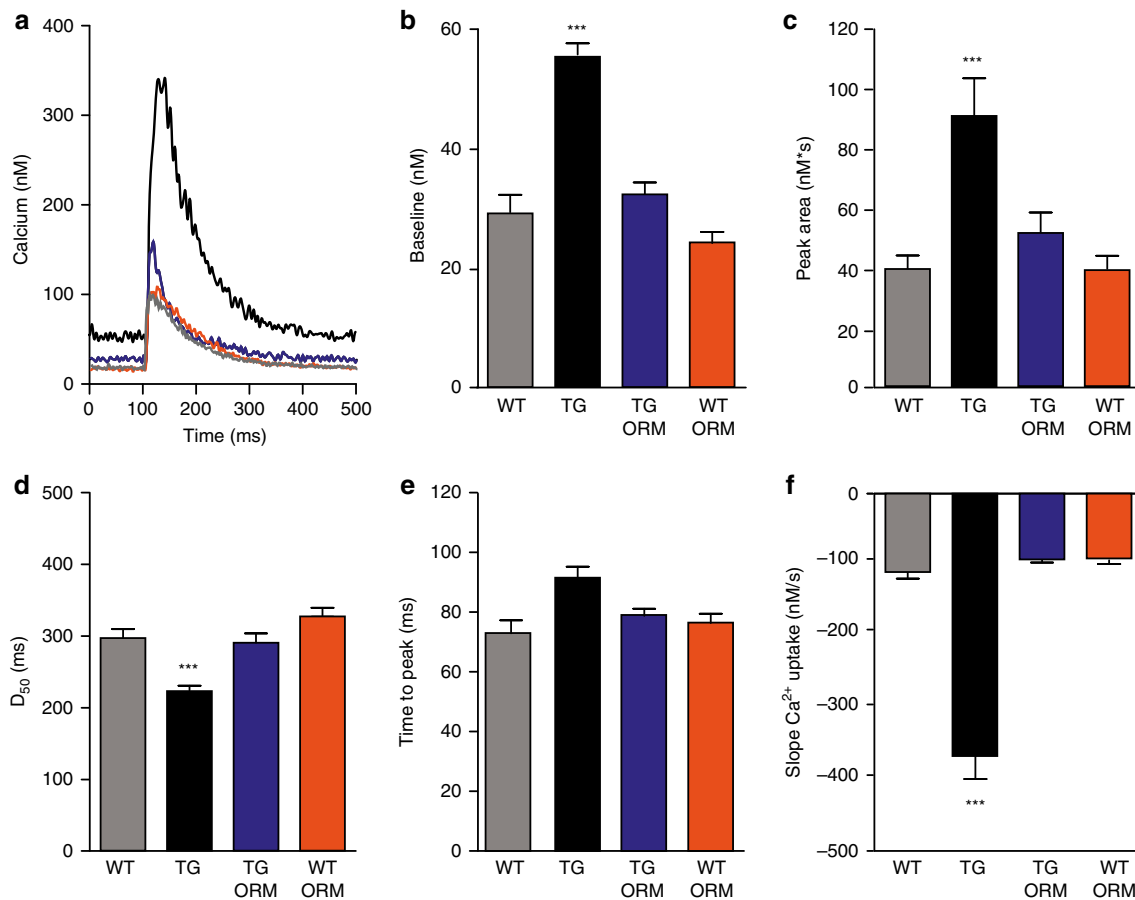 a
400
300
200
100
0
Calcium (nM)
0 100 200 300 400 500
Time (ms)
b
60
40
20
0
Baseline (nM)
***
WT TG TG WT
ORM ORM
c
120
100
80
60
40
20
0
Peak area (nM*s)
***
WT TG TG WT
ORM ORM
d
500
400
300
200
100
0
D50 (ms)
***
WT TG TG WT
ORM ORM
e
120
100
80
60
40
20
0
Time to peak (ms)
WT TG TG WT
ORM ORM
f
0
–100
–200
–300
–400
–500
Slope Ca2+ uptake (nM/s)
***
WT TG TG WT
ORM ORM